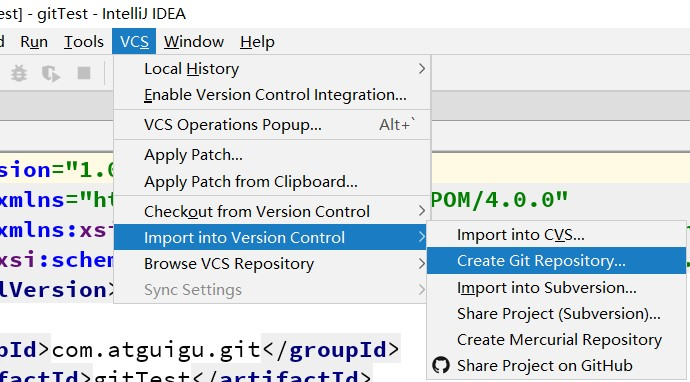 est] - gitTest - IntelliJ IDEA
d Run Tools VCS Window Help
Local History
Enable Version Control Integration...
VCS Operations Popup... Alt+`
Apply Patch...
Apply Patch from Clipboard...
Checkout from Version Control
Import into Version Control
Browse VCS Repository
Sync Settings
Import into CVS...
Create Git Repository...
Import into Subversion...
Share Project (Subversion)...
Create Mercurial Repository
Share Project on GitHub
sion="1.0
xmlns="ht POM/4.0.0"
xmlns:xsi
xsi:schem
lVersion>
pId>com.atguigu.git</groupId>
factId>gitTest</artifactId>